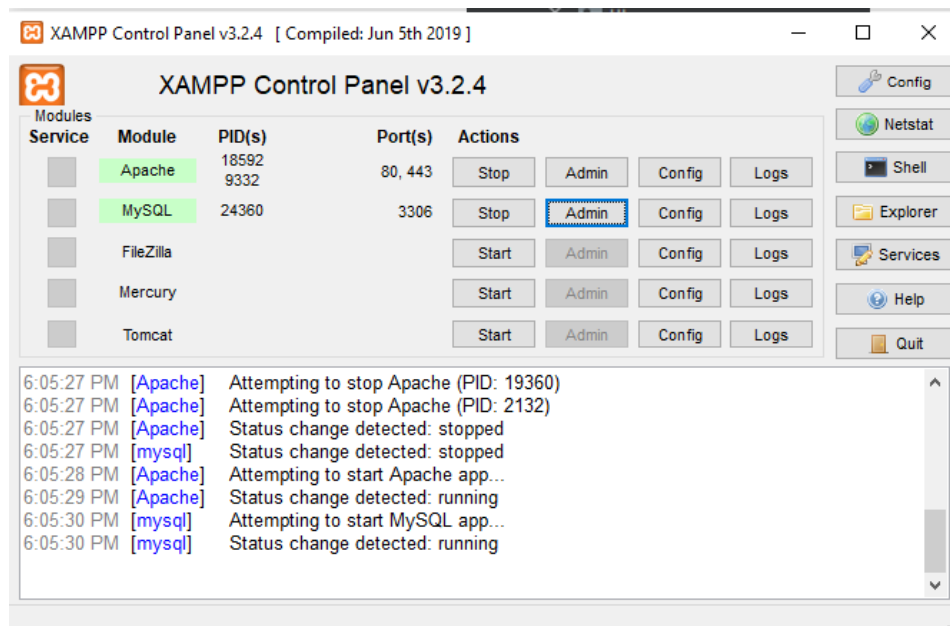 XAMPP Control Panel v3.2.4 [ Compiled: Jun 5th 2019 ]
XAMPP Control Panel v3.2.4
Config
Modules
Netstat
Service Module PID(s) Port(s) Actions
Apache 18592 9332 80, 443 Stop Admin Config Logs
Shell
MySQL 24360 3306 Stop Admin Config Logs
Explorer
FileZilla Start Admin Config Logs
Services
Mercury Start Admin Config Logs
Help
Tomcat Start Admin Config Logs
Quit
6:05:27 PM [Apache] Attempting to stop Apache (PID: 19360)
6:05:27 PM [Apache] Attempting to stop Apache (PID: 2132)
6:05:27 PM [Apache] Status change detected: stopped
6:05:27 PM [mysql] Status change detected: stopped
6:05:28 PM [Apache] Attempting to start Apache app...
6:05:29 PM [Apache] Status change detected: running
6:05:30 PM [mysql] Attempting to start MySQL app...
6:05:30 PM [mysql] Status change detected: running